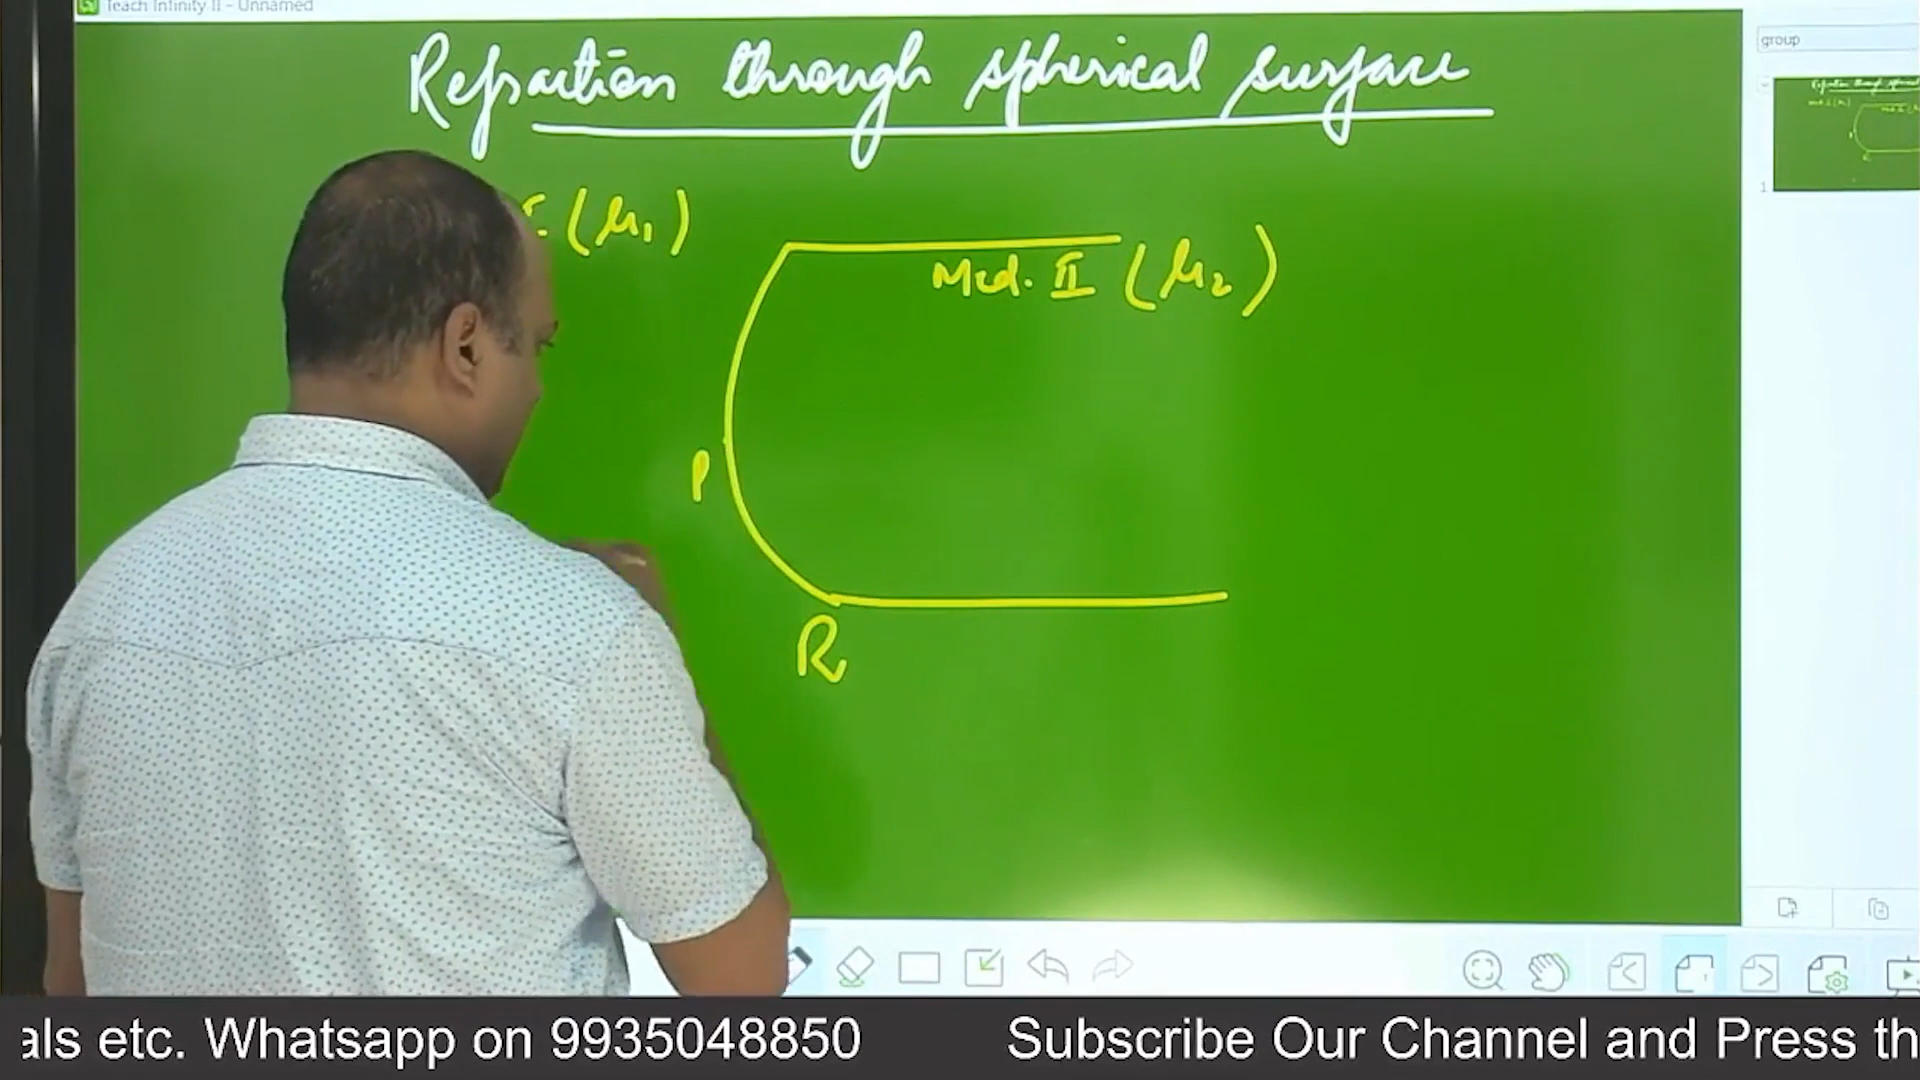 Teach Infinity II - Unnamed
group
Refraction through spherical surface
(μ₁)
Med. II (μ₂)
P
R
1
als etc. Whatsapp on 9935048850 Subscribe Our Channel and Press th